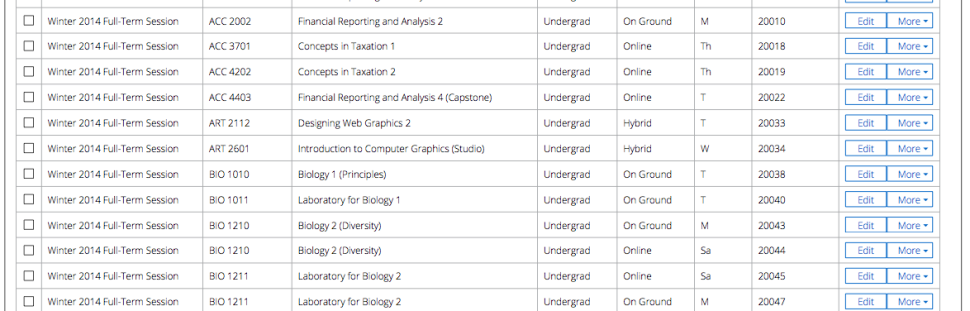 Winter 2014 Full-Term Session ACC 2002 Financial Reporting and Analysis 2 Undergrad On Ground M 20010 Edit More
Winter 2014 Full-Term Session ACC 3701 Concepts in Taxation 1 Undergrad Online Th 20018 Edit More
Winter 2014 Full-Term Session ACC 4202 Concepts in Taxation 2 Undergrad Online Th 20019 Edit More
Winter 2014 Full-Term Session ACC 4403 Financial Reporting and Analysis 4 (Capstone) Undergrad Online T 20022 Edit More
Winter 2014 Full-Term Session ART 2112 Designing Web Graphics 2 Undergrad Hybrid T 20033 Edit More
Winter 2014 Full-Term Session ART 2601 Introduction to Computer Graphics (Studio) Undergrad Hybrid W 20034 Edit More
Winter 2014 Full-Term Session BIO 1010 Biology 1 (Principles) Undergrad On Ground T 20038 Edit More
Winter 2014 Full-Term Session BIO 1011 Laboratory for Biology 1 Undergrad On Ground T 20040 Edit More
Winter 2014 Full-Term Session BIO 1210 Biology 2 (Diversity) Undergrad On Ground M 20043 Edit More
Winter 2014 Full-Term Session BIO 1210 Biology 2 (Diversity) Undergrad Online Sa 20044 Edit More
Winter 2014 Full-Term Session BIO 1211 Laboratory for Biology 2 Undergrad Online Sa 20045 Edit More
Winter 2014 Full-Term Session BIO 1211 Laboratory for Biology 2 Undergrad On Ground M 20047 Edit More